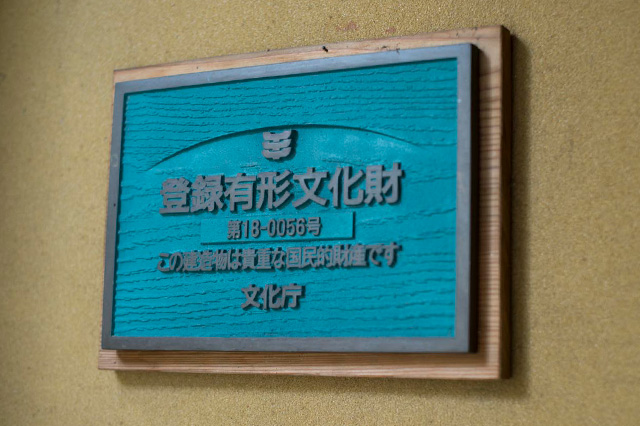 登録有形文化財
第18-0056号
この建造物は貴重な国民的財産です
文化庁